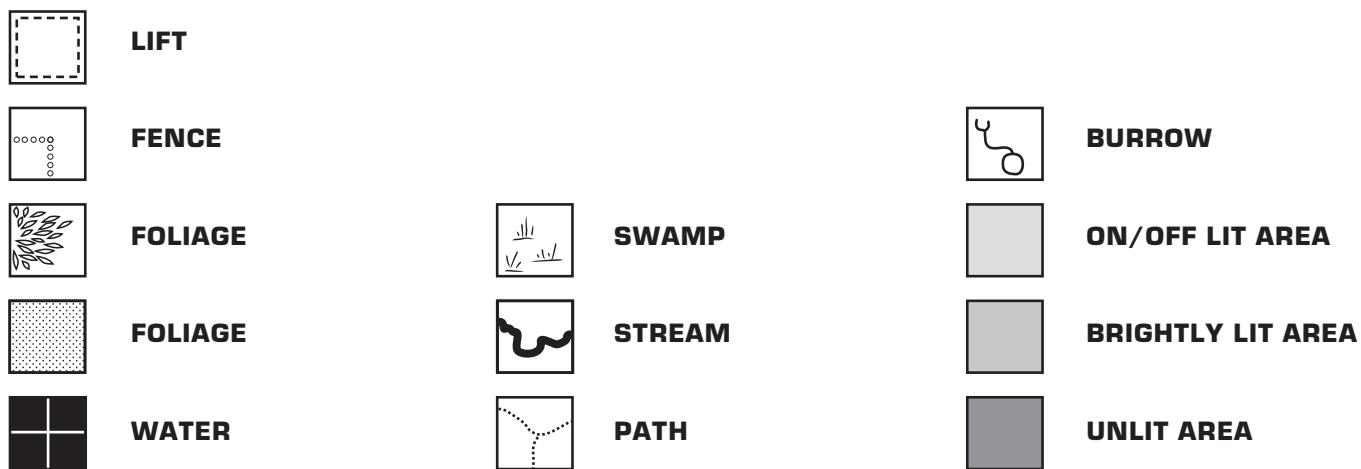 LIFT
FENCE
BURROW
FOLIAGE
SWAMP
ON/OFF LIT AREA
FOLIAGE
STREAM
BRIGHTLY LIT AREA
WATER
PATH
UNLIT AREA